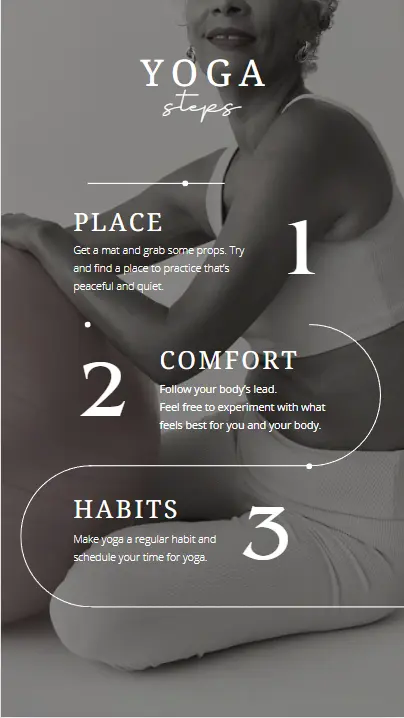 YOGA
steps
PLACE
1
Get a mat and grab some props. Try
and find a place to practice that's
peaceful and quiet.
2
COMFORT
Follow your body's lead.
Feel free to experiment with what
feels best for you and your body.
HABITS
3
Make yoga a regular habit and
schedule your time for yoga.